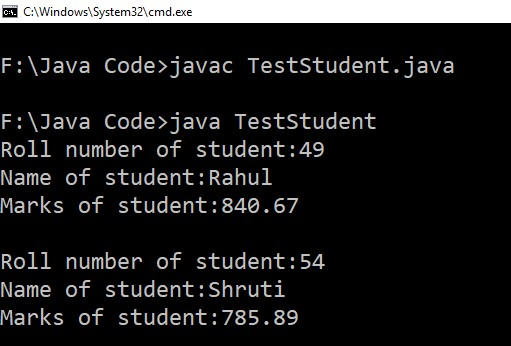 C:\Windows\System32\cmd.exe
F:\Java Code>javac TestStudent.java
F:\Java Code>java TestStudent
Roll number of student:49
Name of student:Rahul
Marks of student:840.67
Roll number of student:54
Name of student:Shruti
Marks of student:785.89